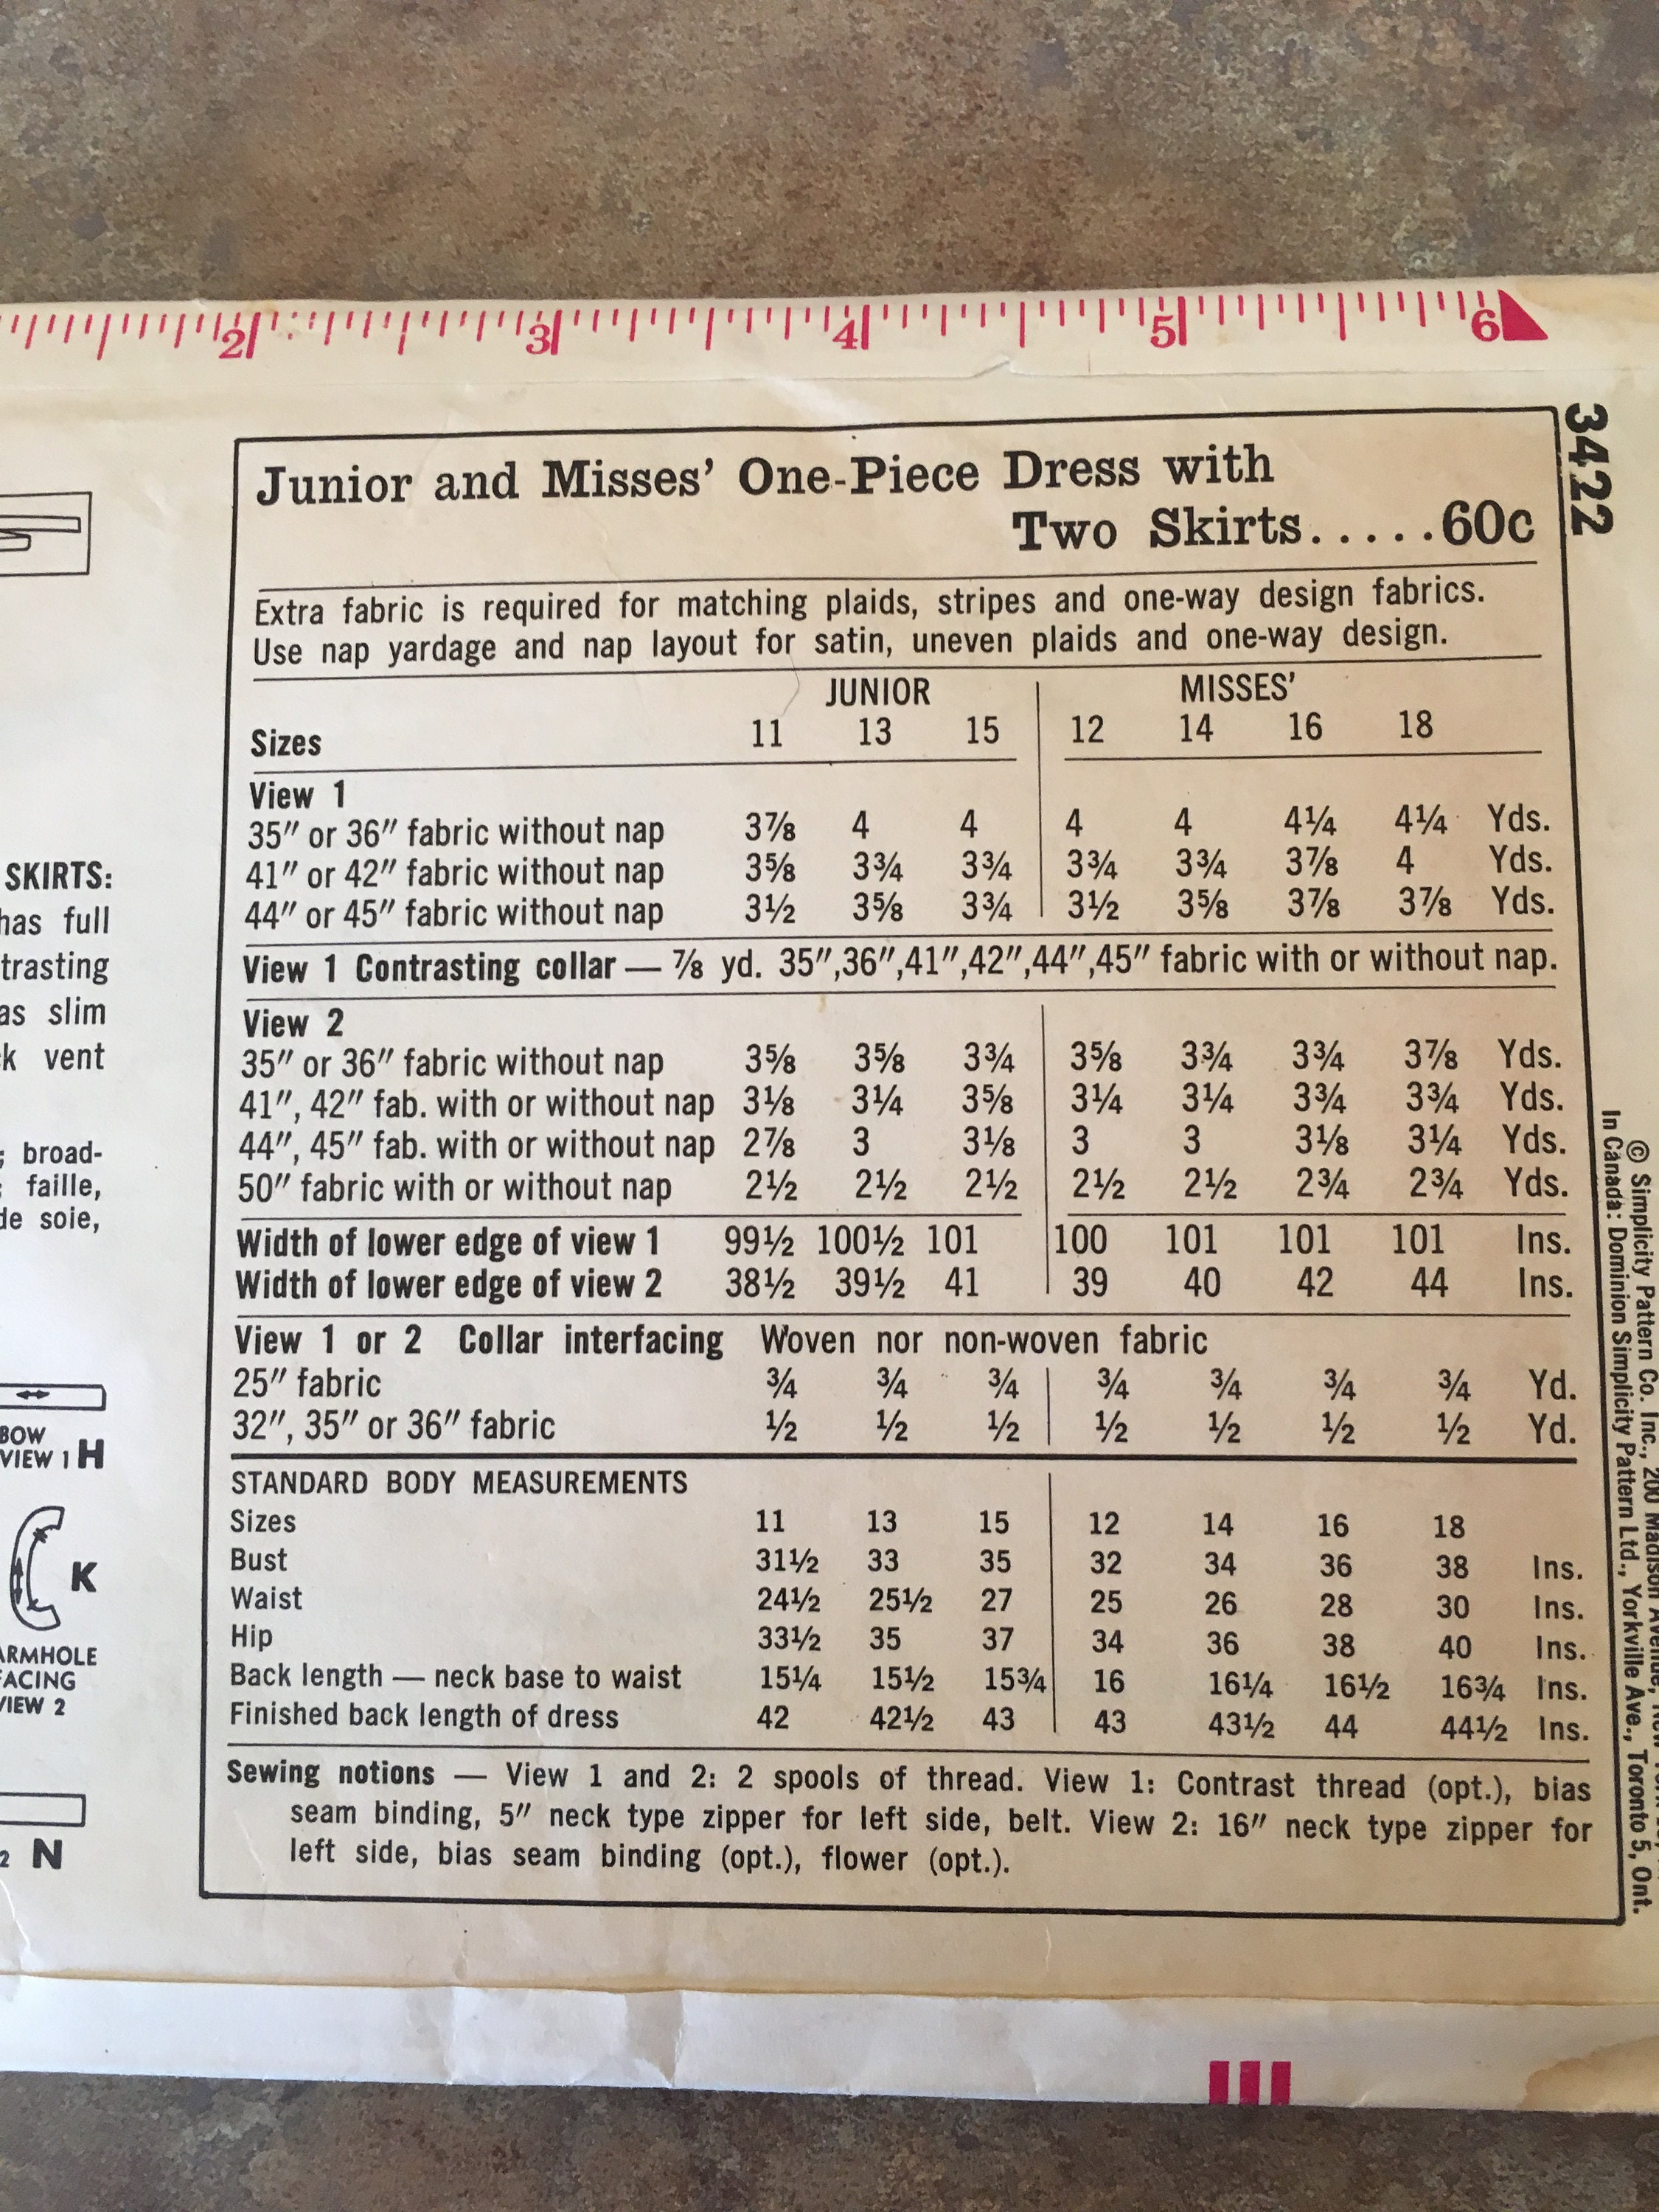 2 3 4 5 6
3422
Junior and Misses' One-Piece Dress with
Two Skirts.....60c
Extra fabric is required for matching plaids, stripes and one-way design fabrics.
Use nap yardage and nap layout for satin, uneven plaids and one-way design.
JUNIOR MISSES'
Sizes 11 13 15 12 14 16 18
View 1
35" or 36" fabric without nap 3⅞ 4 4 4 4 4¼ 4¼ Yds.
41" or 42" fabric without nap 3⅝ 3¾ 3¾ 3¾ 3¾ 3⅞ 4 Yds.
44" or 45" fabric without nap 3½ 3⅝ 3¾ 3½ 3⅝ 3⅞ 3⅞ Yds.
View 1 Contrasting collar — ⅞ yd. 35",36",41",42",44",45" fabric with or without nap.
View 2
35" or 36" fabric without nap 3⅝ 3⅝ 3¾ 3⅝ 3¾ 3¾ 3⅞ Yds.
41", 42" fab. with or without nap 3⅛ 3¼ 3⅝ 3¼ 3¼ 3¾ 3¾ Yds.
44", 45" fab. with or without nap 2⅞ 3 3⅛ 3 3 3⅛ 3¼ Yds.
50" fabric with or without nap 2½ 2½ 2½ 2½ 2½ 2¾ 2¾ Yds.
Width of lower edge of view 1 99½ 100½ 101 100 101 101 101 Ins.
Width of lower edge of view 2 38½ 39½ 41 39 40 42 44 Ins.
View 1 or 2 Collar interfacing Woven nor non-woven fabric
25" fabric ¾ ¾ ¾ ¾ ¾ ¾ ¾ Yd.
32", 35" or 36" fabric ½ ½ ½ ½ ½ ½ ½ Yd.
STANDARD BODY MEASUREMENTS
Sizes 11 13 15 12 14 16 18
Bust 31½ 33 35 32 34 36 38 Ins.
Waist 24½ 25½ 27 25 26 28 30 Ins.
Hip 33½ 35 37 34 36 38 40 Ins.
Back length — neck base to waist 15¼ 15½ 15¾ 16 16¼ 16½ 16¾ Ins.
Finished back length of dress 42 42½ 43 43 43½ 44 44½ Ins.
Sewing notions — View 1 and 2: 2 spools of thread. View 1: Contrast thread (opt.), bias
seam binding, 5" neck type zipper for left side, belt. View 2: 16" neck type zipper for
left side, bias seam binding (opt.), flower (opt.).
SKIRTS:
has full
trasting
as slim
k vent
; broad-
faille,
de soie,
BOW
VIEW 1 H
K
ARMHOLE
FACING
VIEW 2
2 N
© Simplicity Pattern Co. Inc., 200 Madison Avenue,
In Canada: Dominion Simplicity Pattern Ltd., Yorkville Ave., Toronto 5, Ont.